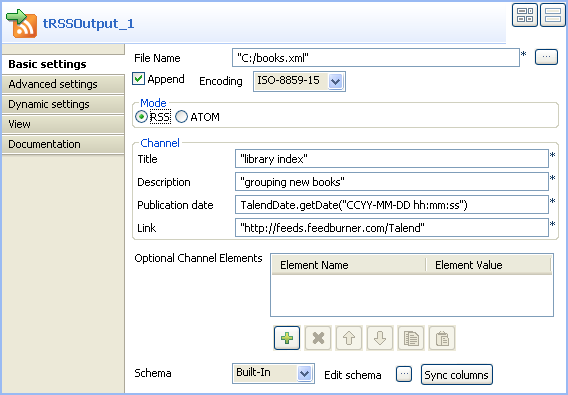 tRSSOutput_1
Basic settings
Advanced settings
Dynamic settings
View
Documentation
File Name "C:/books.xml" * ...
Append Encoding ISO-8859-15
Mode
RSS ATOM
Channel
Title "library index" *
Description "grouping new books" *
Publication date TalendDate.getDate("CCYY-MM-DD hh:mm:ss") *
Link "http://feeds.feedburner.com/Talend" *
Optional Channel Elements Element Name Element Value
Schema Built-In Edit schema ... Sync columns